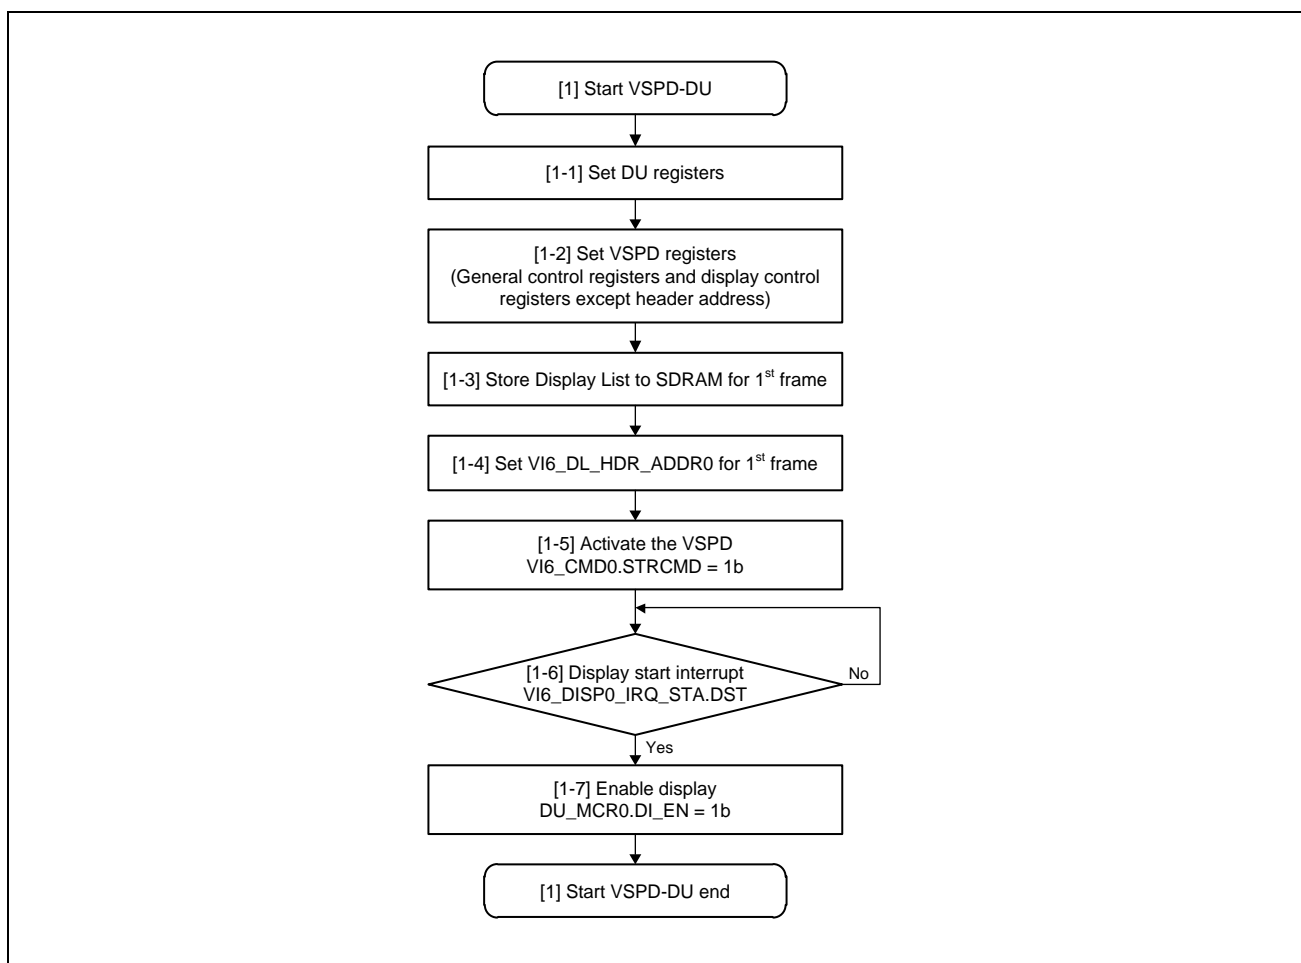 [1] Start VSPD-DU
[1-1] Set DU registers
[1-2] Set VSPD registers
(General control registers and display control
registers except header address)
[1-3] Store Display List to SDRAM for 1st frame
[1-4] Set VI6_DL_HDR_ADDR0 for 1st frame
[1-5] Activate the VSPD
VI6_CMD0.STRCMD = 1b
[1-6] Display start interrupt
VI6_DISP0_IRQ_STA.DST
No
Yes
[1-7] Enable display
DU_MCR0.DI_EN = 1b
[1] Start VSPD-DU end